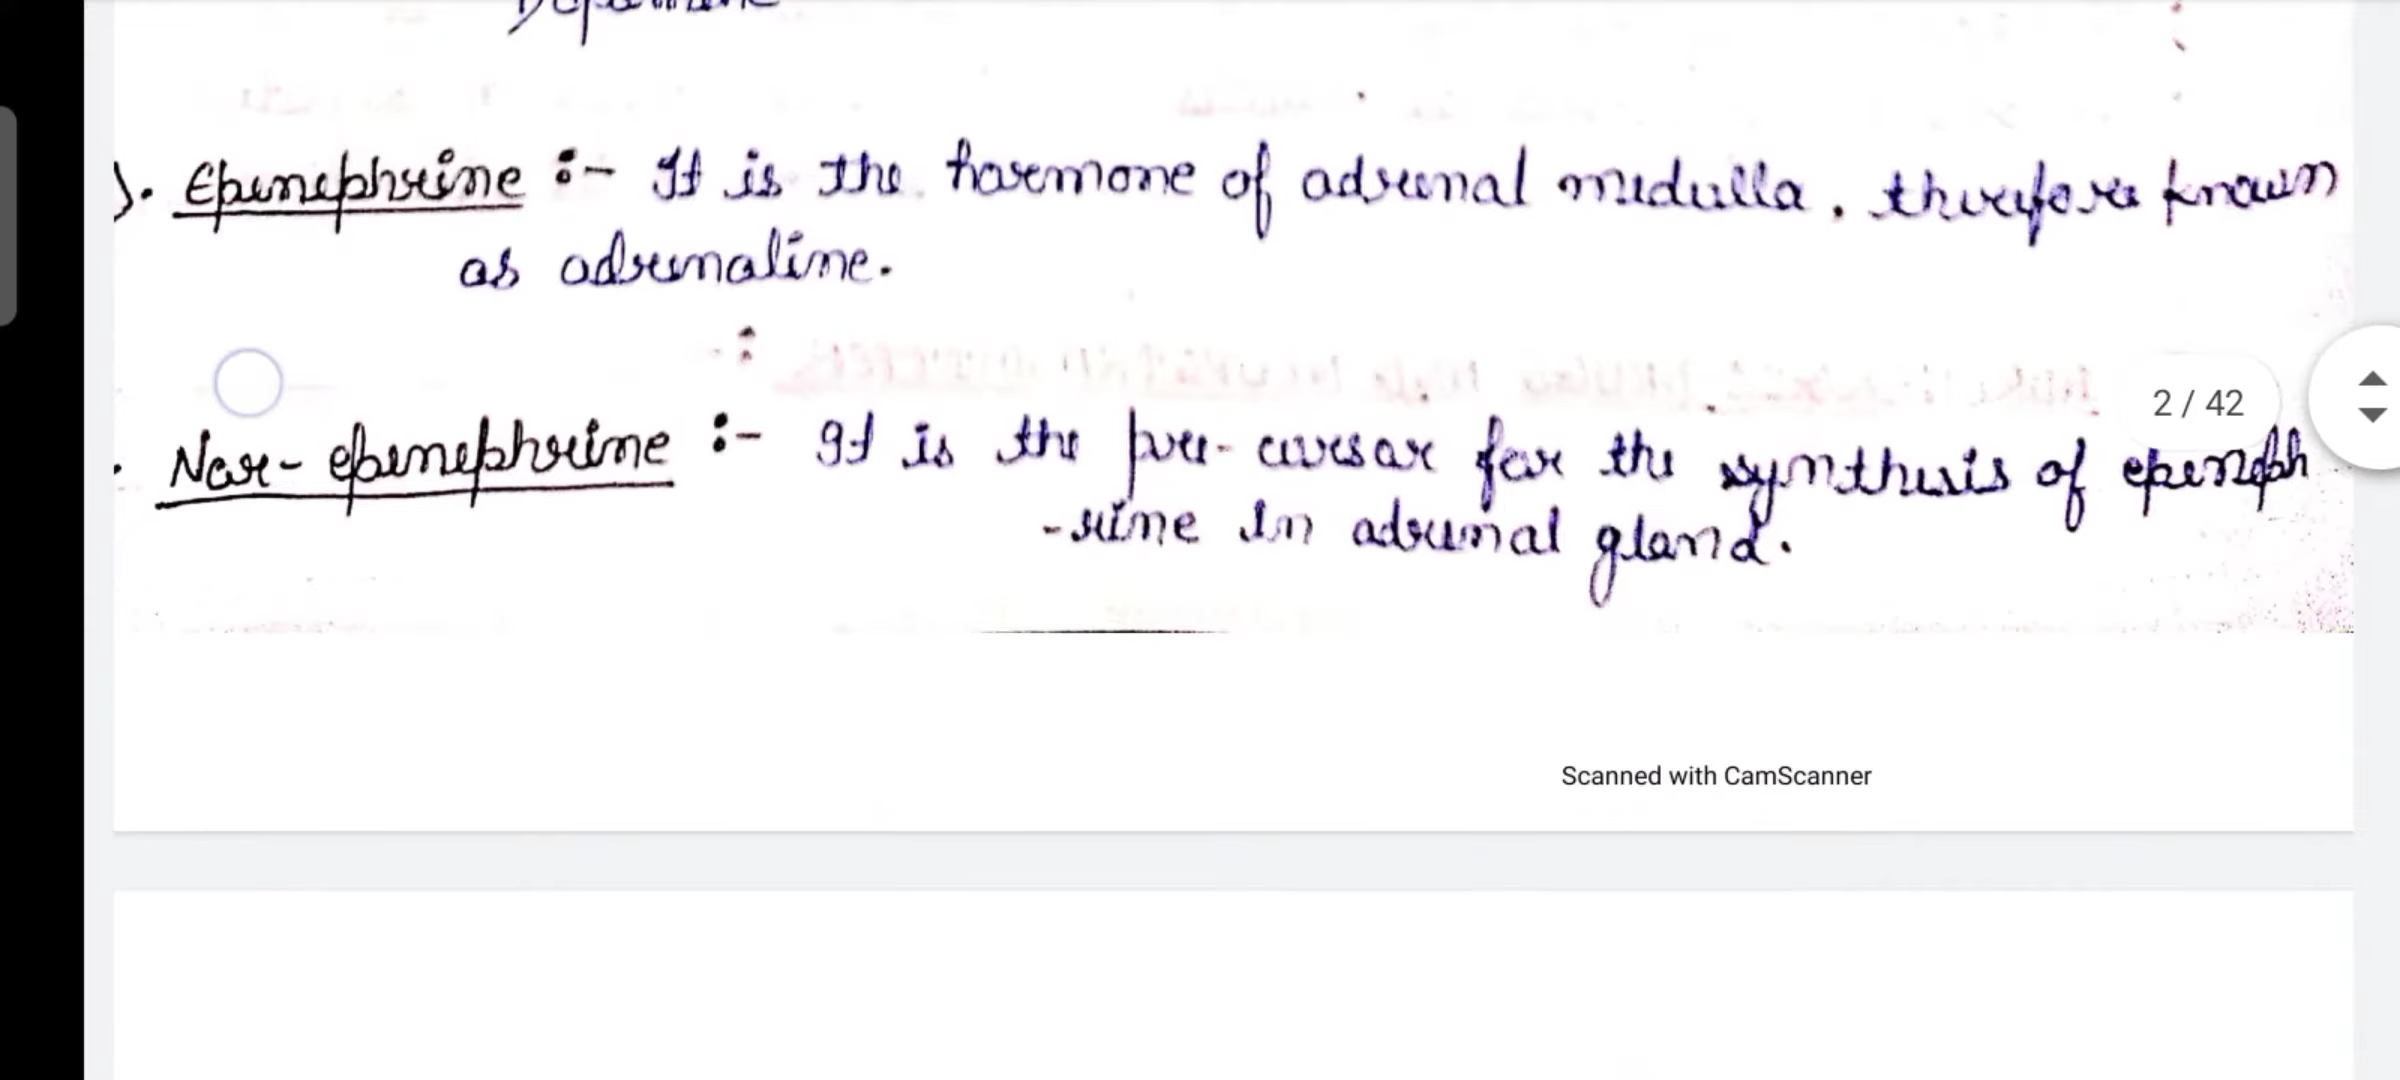 Epinephrine :- It is the hormone of adrenal medulla, therefore known
as adrenaline.
2 / 42
Nor-epinephrine :- It is the pre-cursor for the synthesis of epineph
-rine in adrenal gland.
Scanned with CamScanner